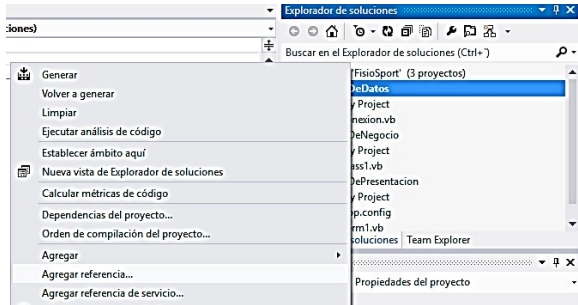 Explorador de soluciones
ciones)
Buscar en el Explorador de soluciones (Ctrl+¨)
Generar
Volver a generar
Limpiar
Ejecutar análisis de código
Establecer ámbito aquí
Nueva vista de Explorador de soluciones
Calcular métricas de código
Dependencias del proyecto...
Orden de compilación del proyecto...
Agregar
Agregar referencia...
Agregar referencia de servicio...
'FisioSport' (3 proyectos)
DeDatos
y Project
nexion.vb
DeNegocio
y Project
ass1.vb
DePresentacion
y Project
pp.config
rm1.vb
soluciones Team Explorer
Propiedades del proyecto